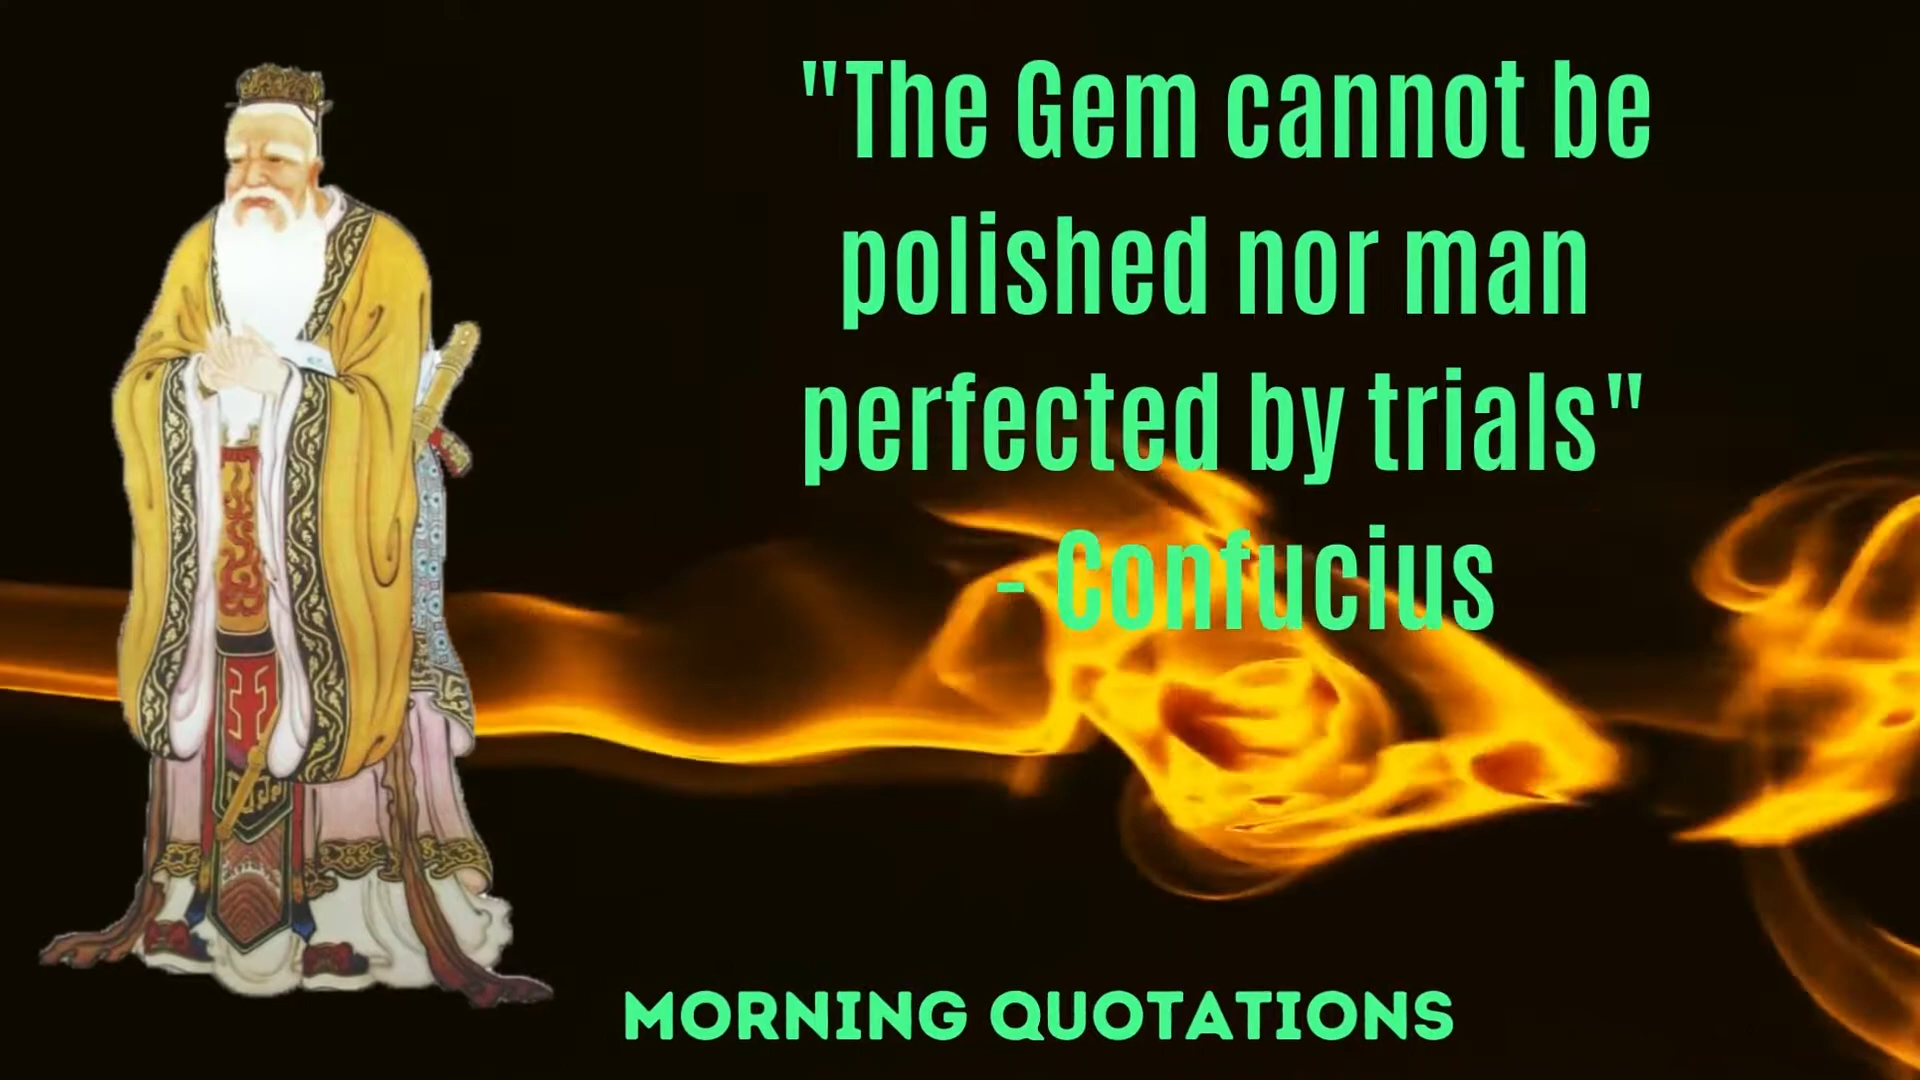 "The Gem cannot be
polished nor man
perfected by trials"
- Confucius
MORNING QUOTATIONS